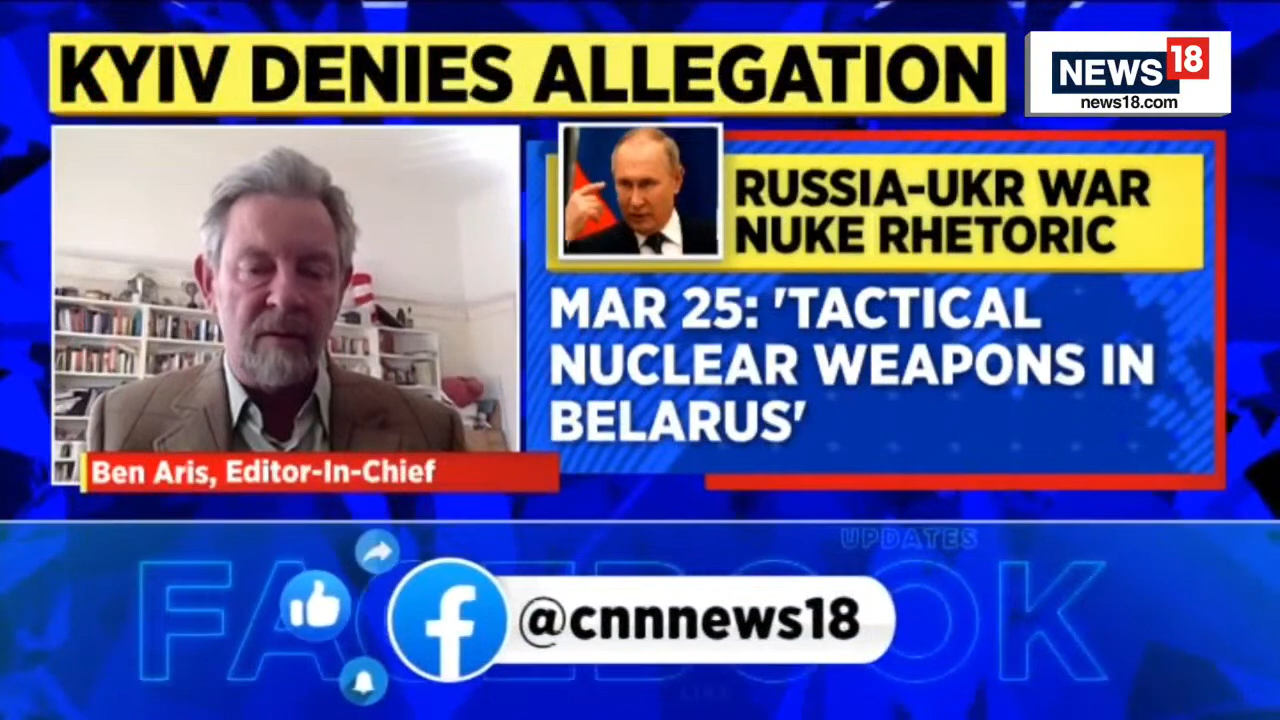 KYIV DENIES ALLEGATION
NEWS18
news18.com
RUSSIA-UKR WAR
NUKE RHETORIC
MAR 25: 'TACTICAL
NUCLEAR WEAPONS IN
BELARUS'
Ben Aris, Editor-In-Chief
UPDATES
FACEBOOK
@cnnnews18
LIKE